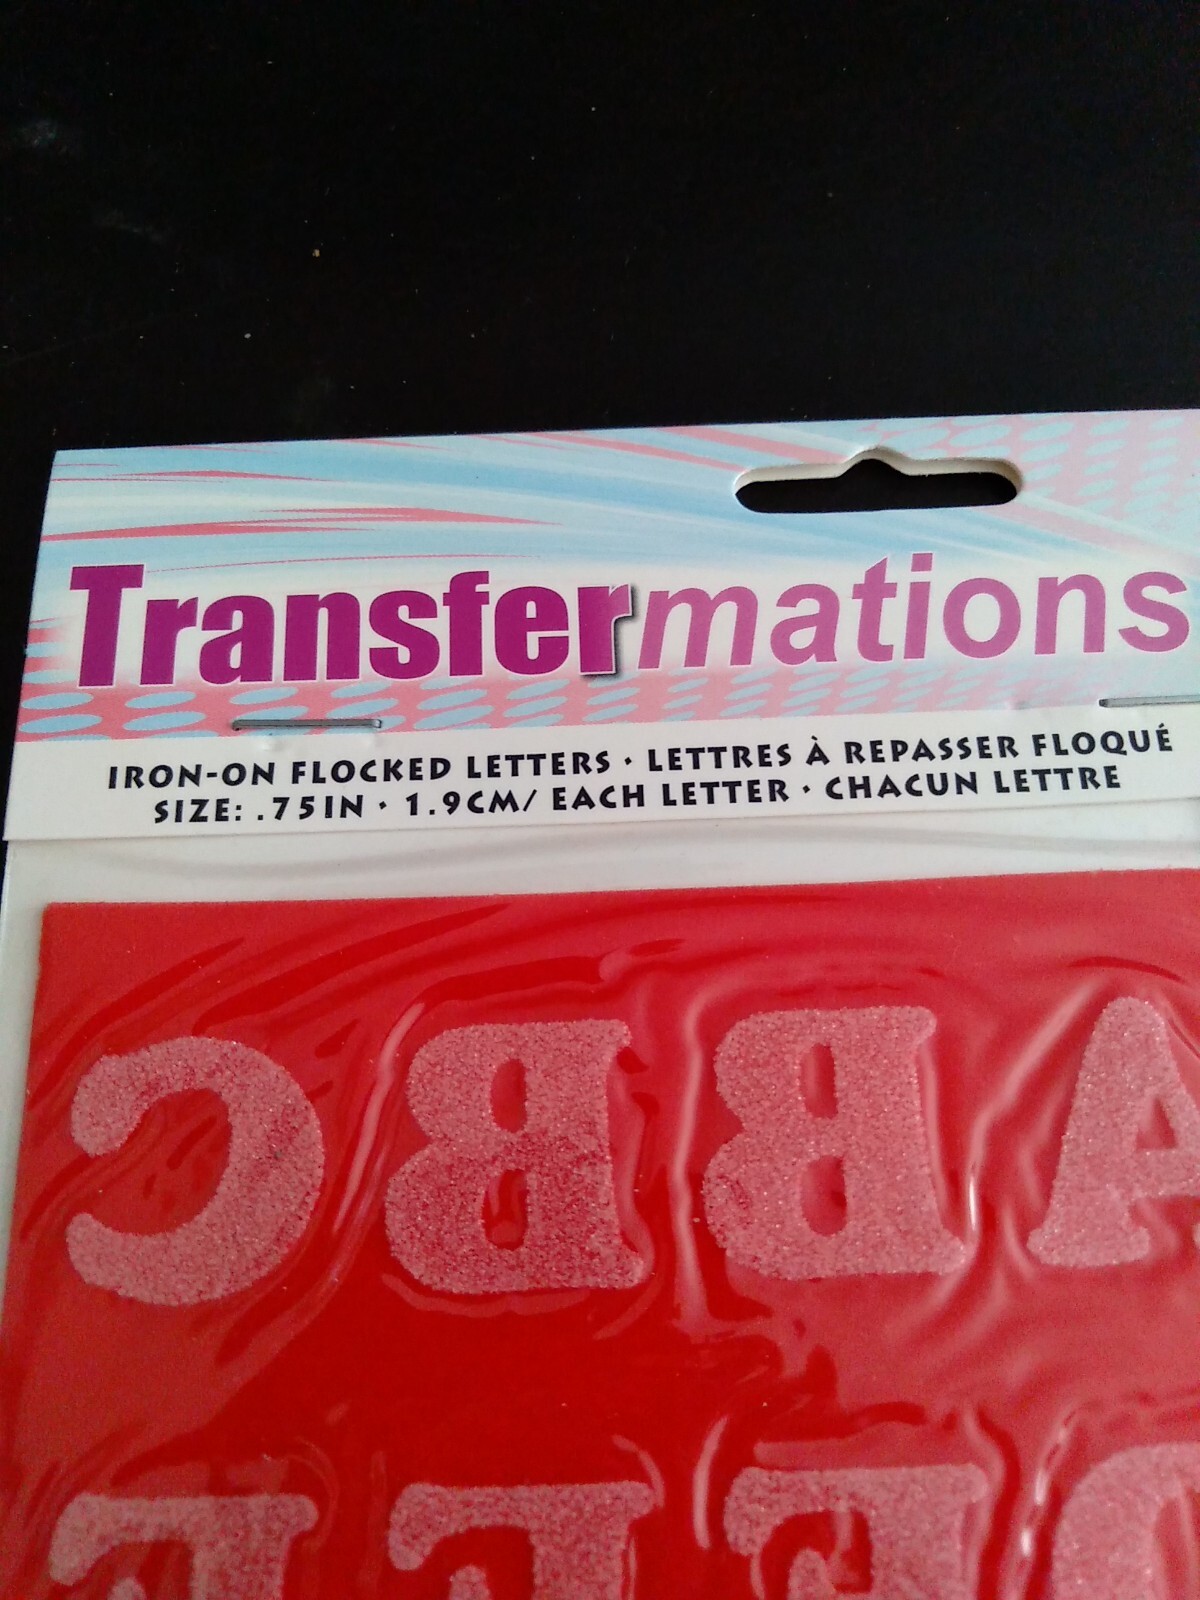 Transfermations
IRON-ON FLOCKED LETTERS · LETTRES À REPASSER FLOQUÉ
SIZE: .75IN · 1.9CM/ EACH LETTER · CHACUN LETTRE
C B B A